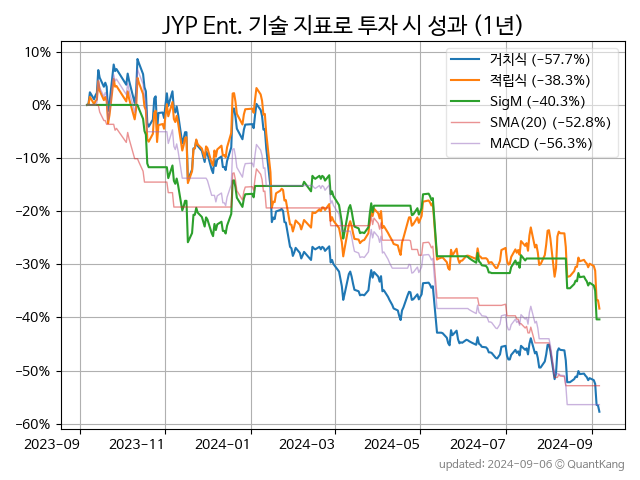 JYP Ent. 기술 지표로 투자 시 성과 (1년)
10%
0%
−10%
−20%
−30%
−40%
−50%
−60%
거치식 (−57.7%)
적립식 (−38.3%)
SigM (−40.3%)
SMA(20) (−52.8%)
MACD (−56.3%)
2023-09 2023-11 2024-01 2024-03 2024-05 2024-07 2024-09
updated: 2024-09-06 © QuantKang